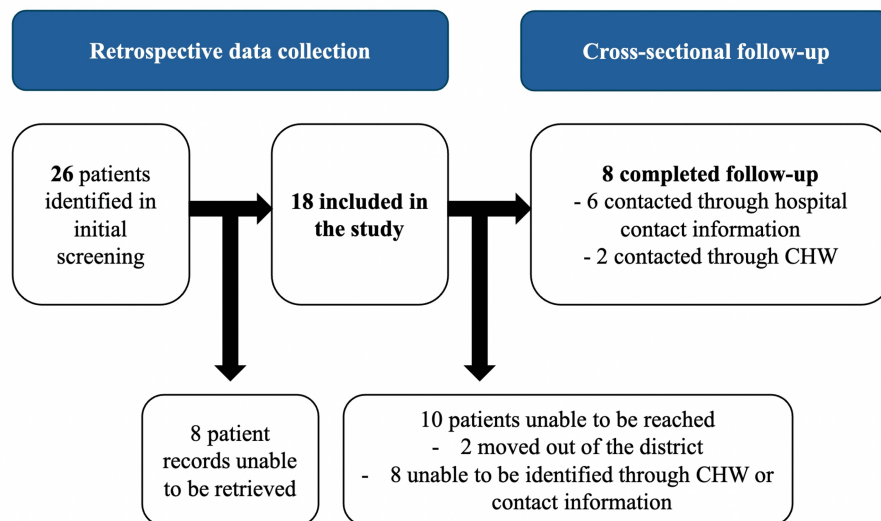 Retrospective data collection
Cross-sectional follow-up
26 patients
identified in
initial
screening
18 included in
the study
8 completed follow-up
- 6 contacted through hospital
contact information
- 2 contacted through CHW
8 patient
records unable
to be retrieved
10 patients unable to be reached
- 2 moved out of the district
- 8 unable to be identified through CHW or
contact information